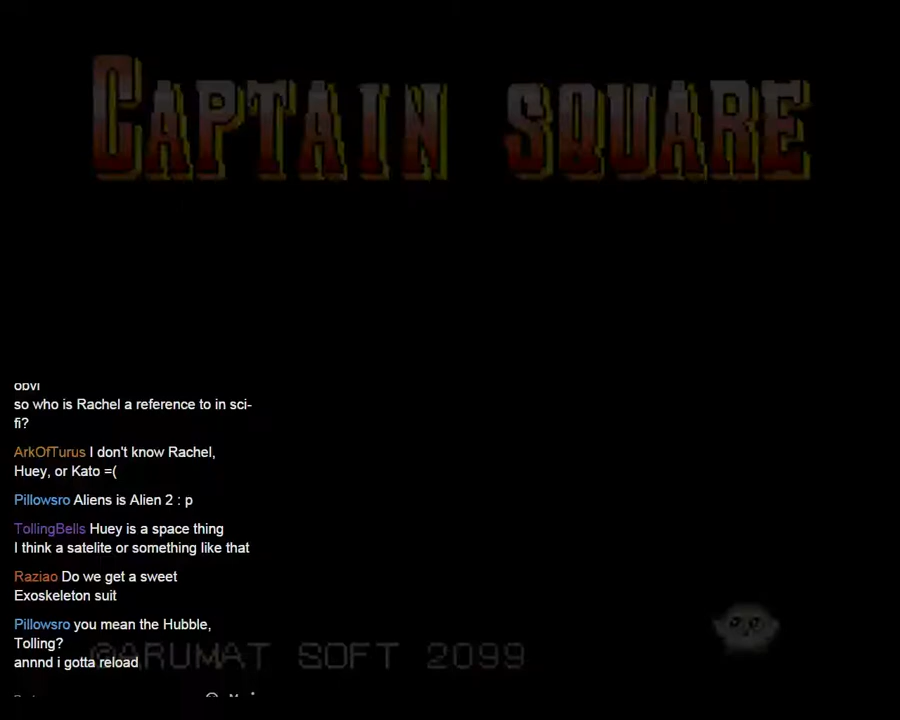 CAPTAIN SQUARE
obvi
so who is Rachel a reference to in sci-
fi?
ArkOfTurus I don't know Rachel,
Huey, or Kato =(
Pillowsro Aliens is Alien 2 : p
TollingBells Huey is a space thing
I think a satelite or something like that
Raziao Do we get a sweet
Exoskeleton suit
Pillowsro you mean the Hubble,
Tolling?
©ARUMAT SOFT 2099
annnd i gotta reload